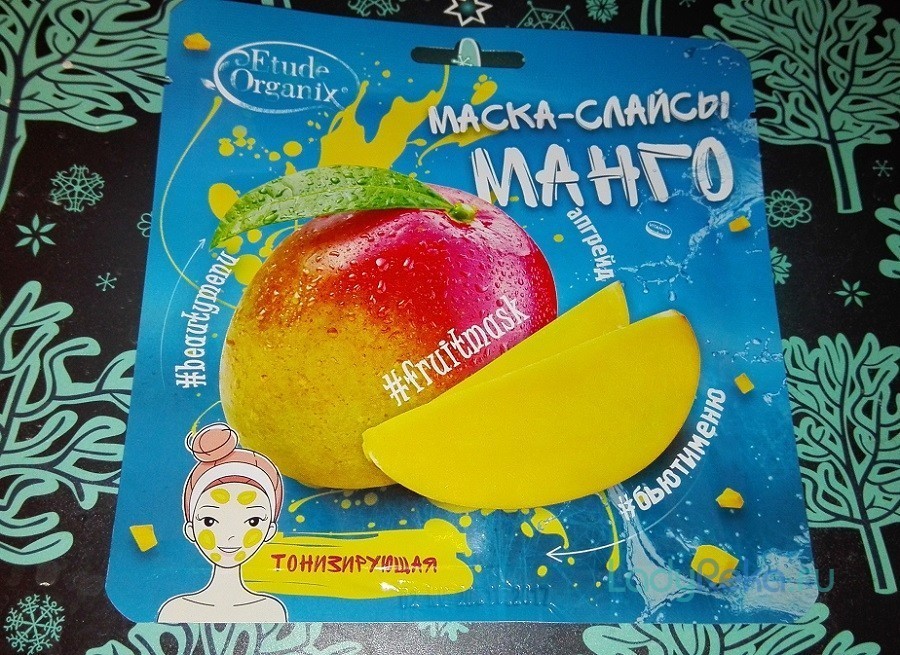 Etude
Organix®
МАСКА-СЛАЙСЫ
МАНГО
апгрейд
#beautymenu
#fruitmask
#бьютименю
ТОНИЗИРУЮЩАЯ